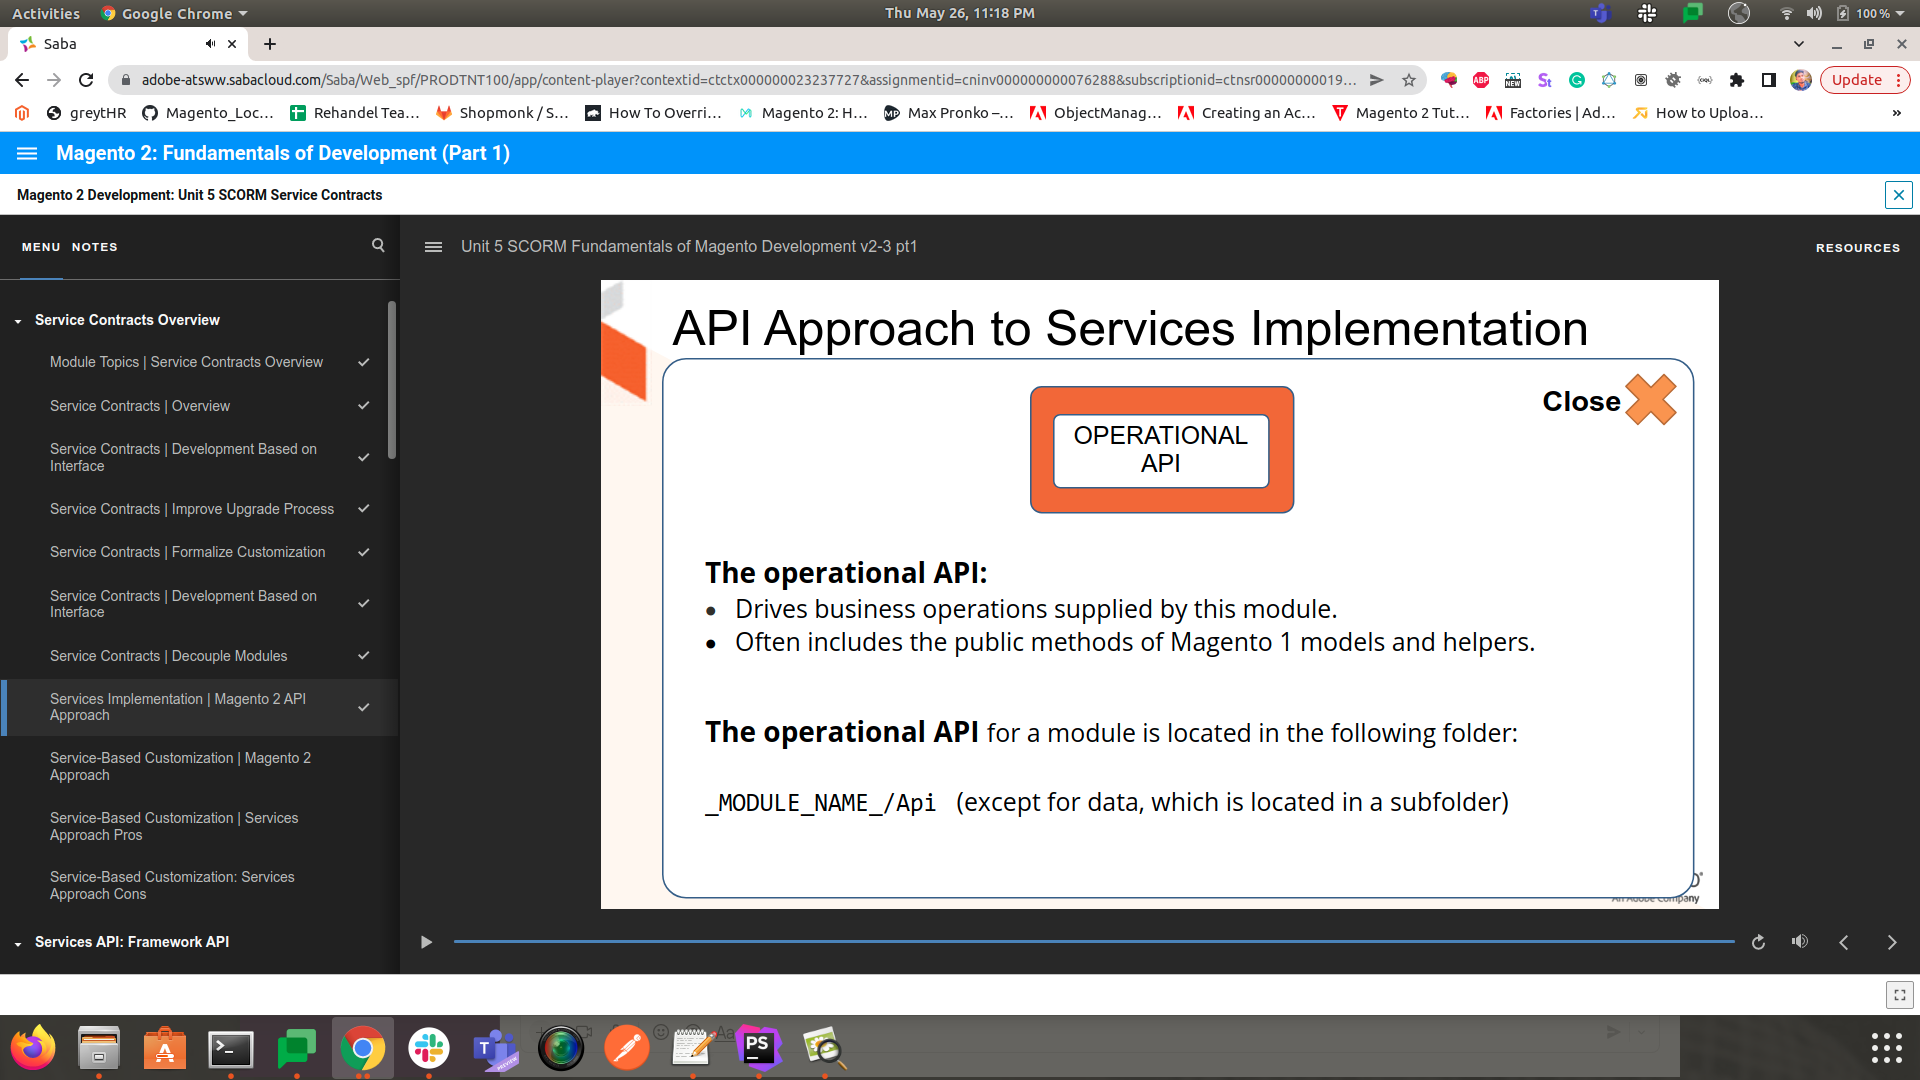 Activities
Google Chrome
Thu May 26, 11:18 PM
100 %
Saba
adobe-atsww.sabacloud.com/Saba/Web_spf/PRODTNT100/app/content-player?contextid=ctctx000000023237727&assignmentid=cninv000000000076288&subscriptionid=ctnsr00000000019...
ABP
NEW
Update
greytHR
Magento_Loc...
Rehandel Tea...
Shopmonk / S...
How To Overri...
Magento 2: H...
Max Pronko –...
ObjectManag...
Creating an Ac...
Magento 2 Tut...
Factories | Ad...
How to Uploa...
»
Magento 2: Fundamentals of Development (Part 1)
Magento 2 Development: Unit 5 SCORM Service Contracts
MENU NOTES
Unit 5 SCORM Fundamentals of Magento Development v2-3 pt1
RESOURCES
Service Contracts Overview
Module Topics | Service Contracts Overview
Service Contracts | Overview
Service Contracts | Development Based on
Interface
Service Contracts | Improve Upgrade Process
Service Contracts | Formalize Customization
Service Contracts | Development Based on
Interface
Service Contracts | Decouple Modules
Services Implementation | Magento 2 API
Approach
Service-Based Customization | Magento 2
Approach
Service-Based Customization | Services
Approach Pros
Service-Based Customization: Services
Approach Cons
Services API: Framework API
API Approach to Services Implementation
Close
OPERATIONAL
API
The operational API:
• Drives business operations supplied by this module.
• Often includes the public methods of Magento 1 models and helpers.
The operational API for a module is located in the following folder:
_MODULE_NAME_/Api (except for data, which is located in a subfolder)
An Adobe Company
Aa
PS